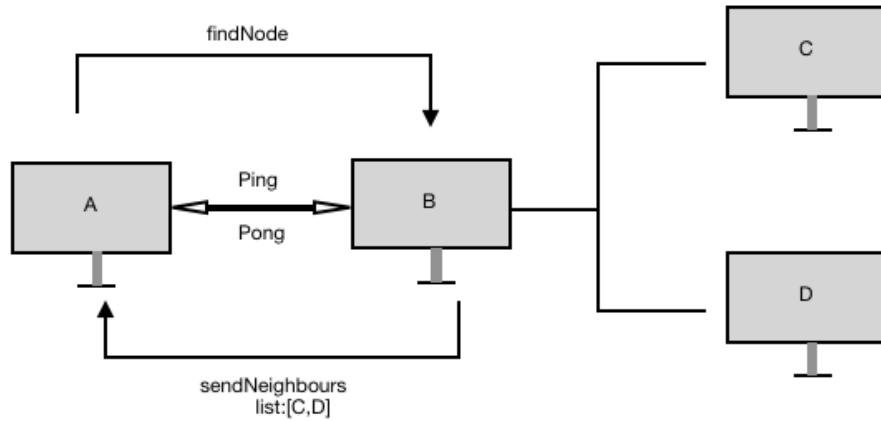 findNode
C
A
Ping
B
Pong
D
sendNeighbours
list:[C,D]